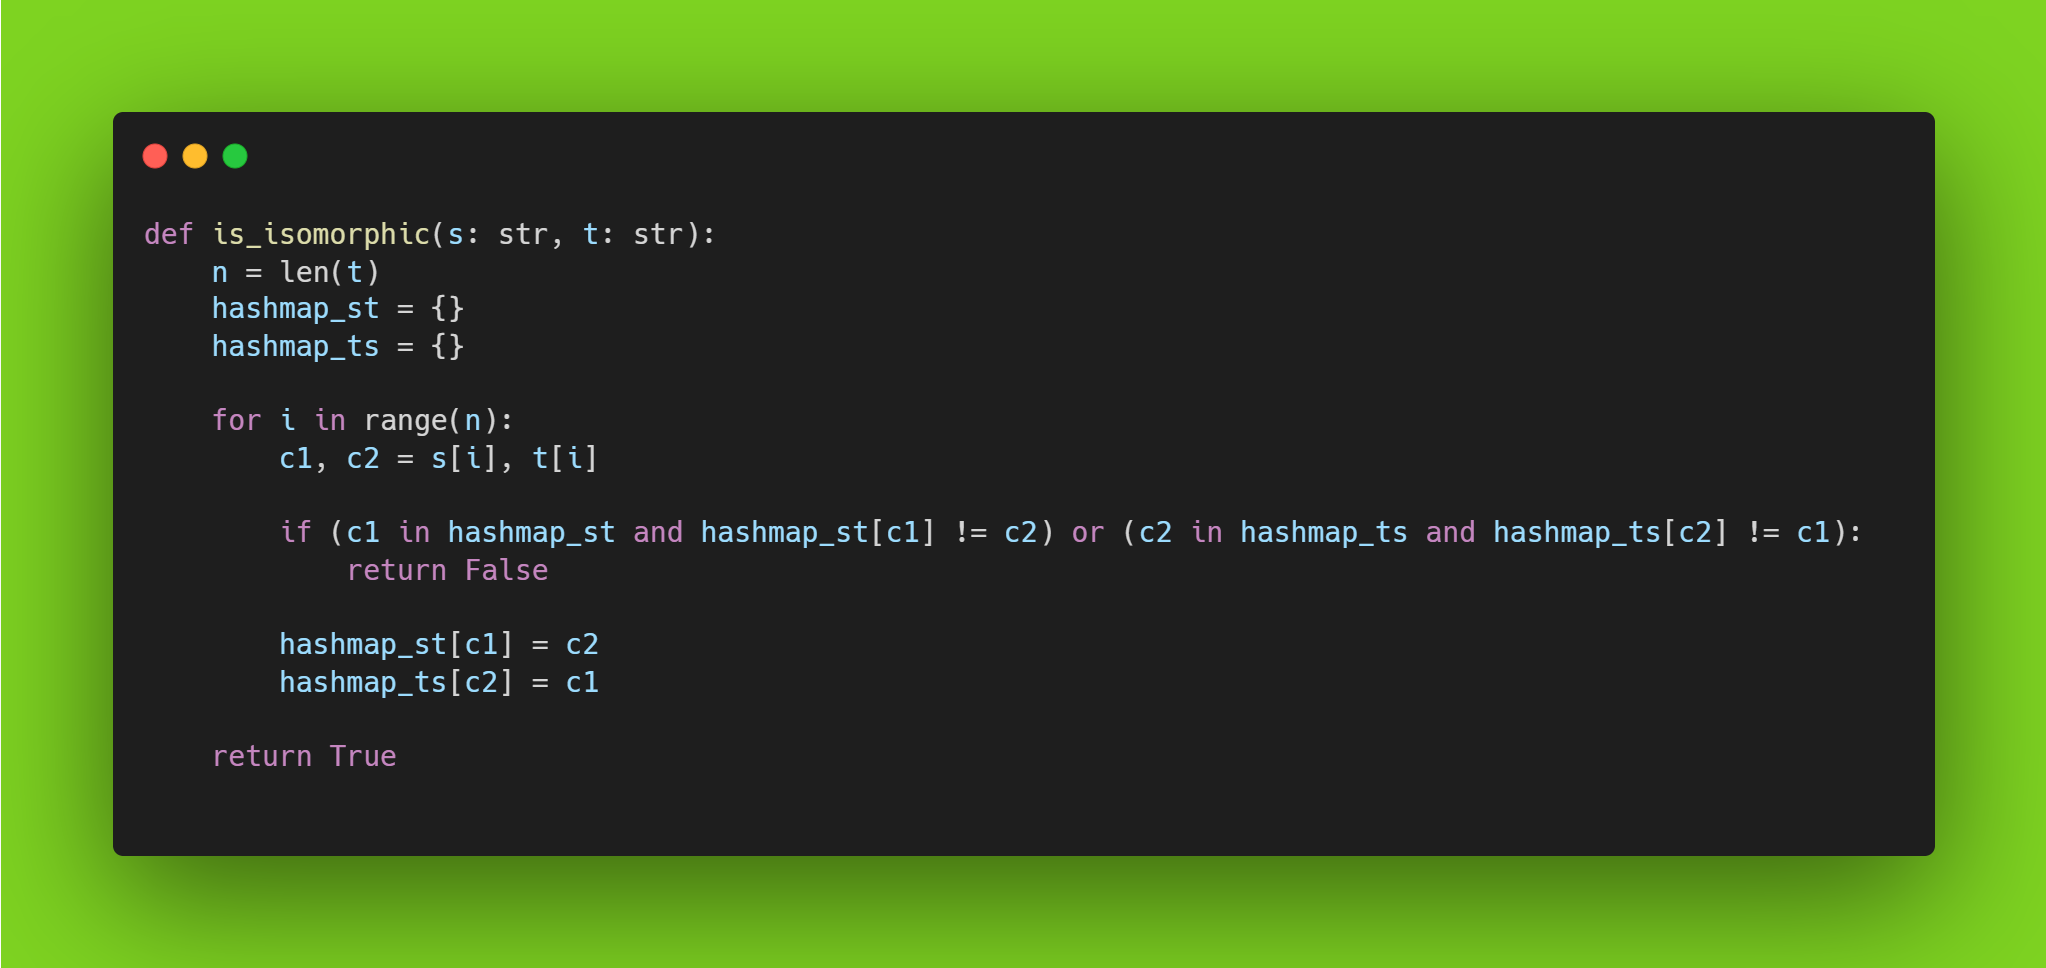 def is_isomorphic(s: str, t: str):
    n = len(t)
    hashmap_st = {}
    hashmap_ts = {}

    for i in range(n):
        c1, c2 = s[i], t[i]

        if (c1 in hashmap_st and hashmap_st[c1] != c2) or (c2 in hashmap_ts and hashmap_ts[c2] != c1):
            return False

        hashmap_st[c1] = c2
        hashmap_ts[c2] = c1

    return True